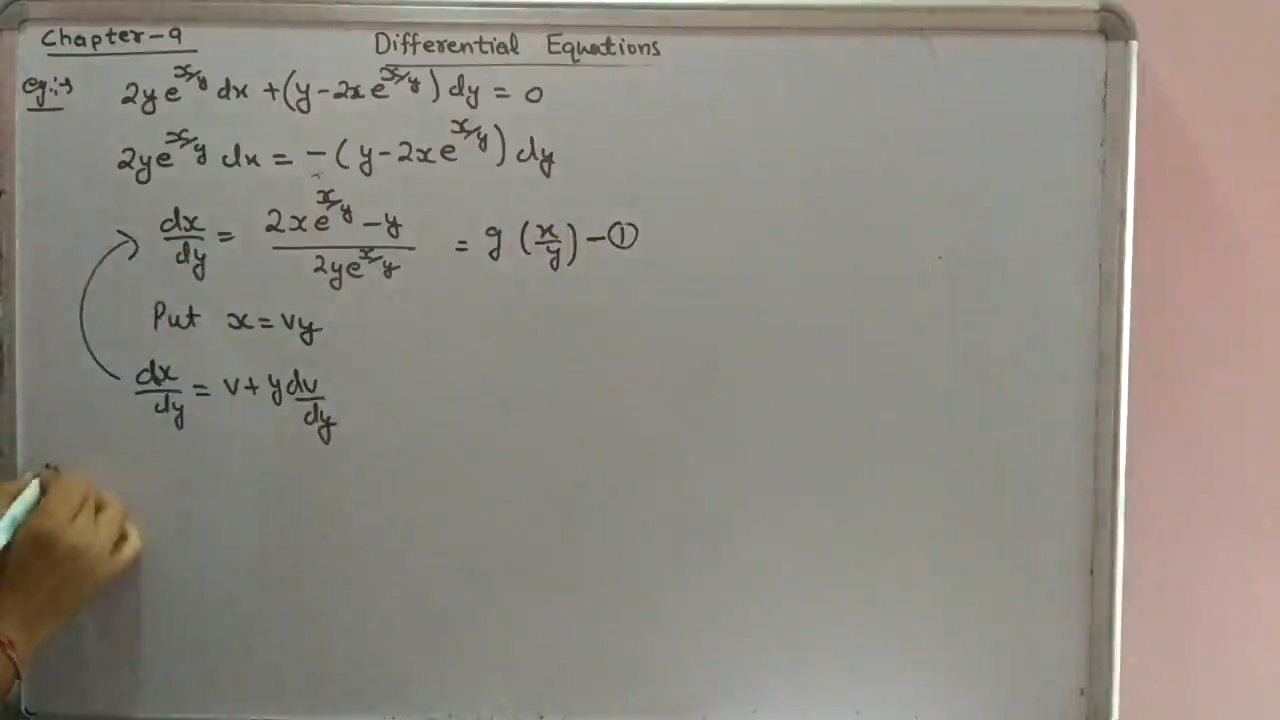 Chapter-9 Differential Equations
eg:→ 2ye^{x/y} dx + (y-2xe^{x/y}) dy = 0
2ye^{x/y} dx = -(y-2xe^{x/y}) dy
dx/dy = (2xe^{x/y} - y)/(2ye^{x/y}) = g(x/y) - ①
Put x = vy
dx/dy = v + y dv/dy